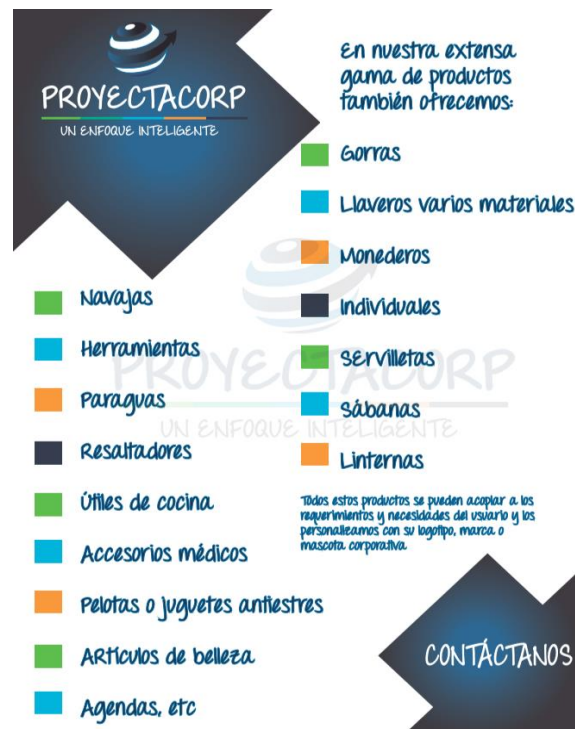 PROYECTACORP
UN ENFOQUE INTELIGENTE
En nuestra extensa
gama de productos
también ofrecemos:
Gorras
Llaveros varios materiales
Monederos
Individuales
Servilletas
Sábanas
Linternas
Todos estos productos se pueden acoplar a los
requerimientos y necesidades del usuario y los
personalizamos con su logotipo, marca o
mascota corporativa
Navajas
Herramientas
Paraguas
Resaltadores
Útiles de cocina
Accesorios médicos
Pelotas o juguetes antiestres
Artículos de belleza
Agendas, etc
PROYECTACORP
UN ENFOQUE INTELIGENTE
CONTÁCTANOS